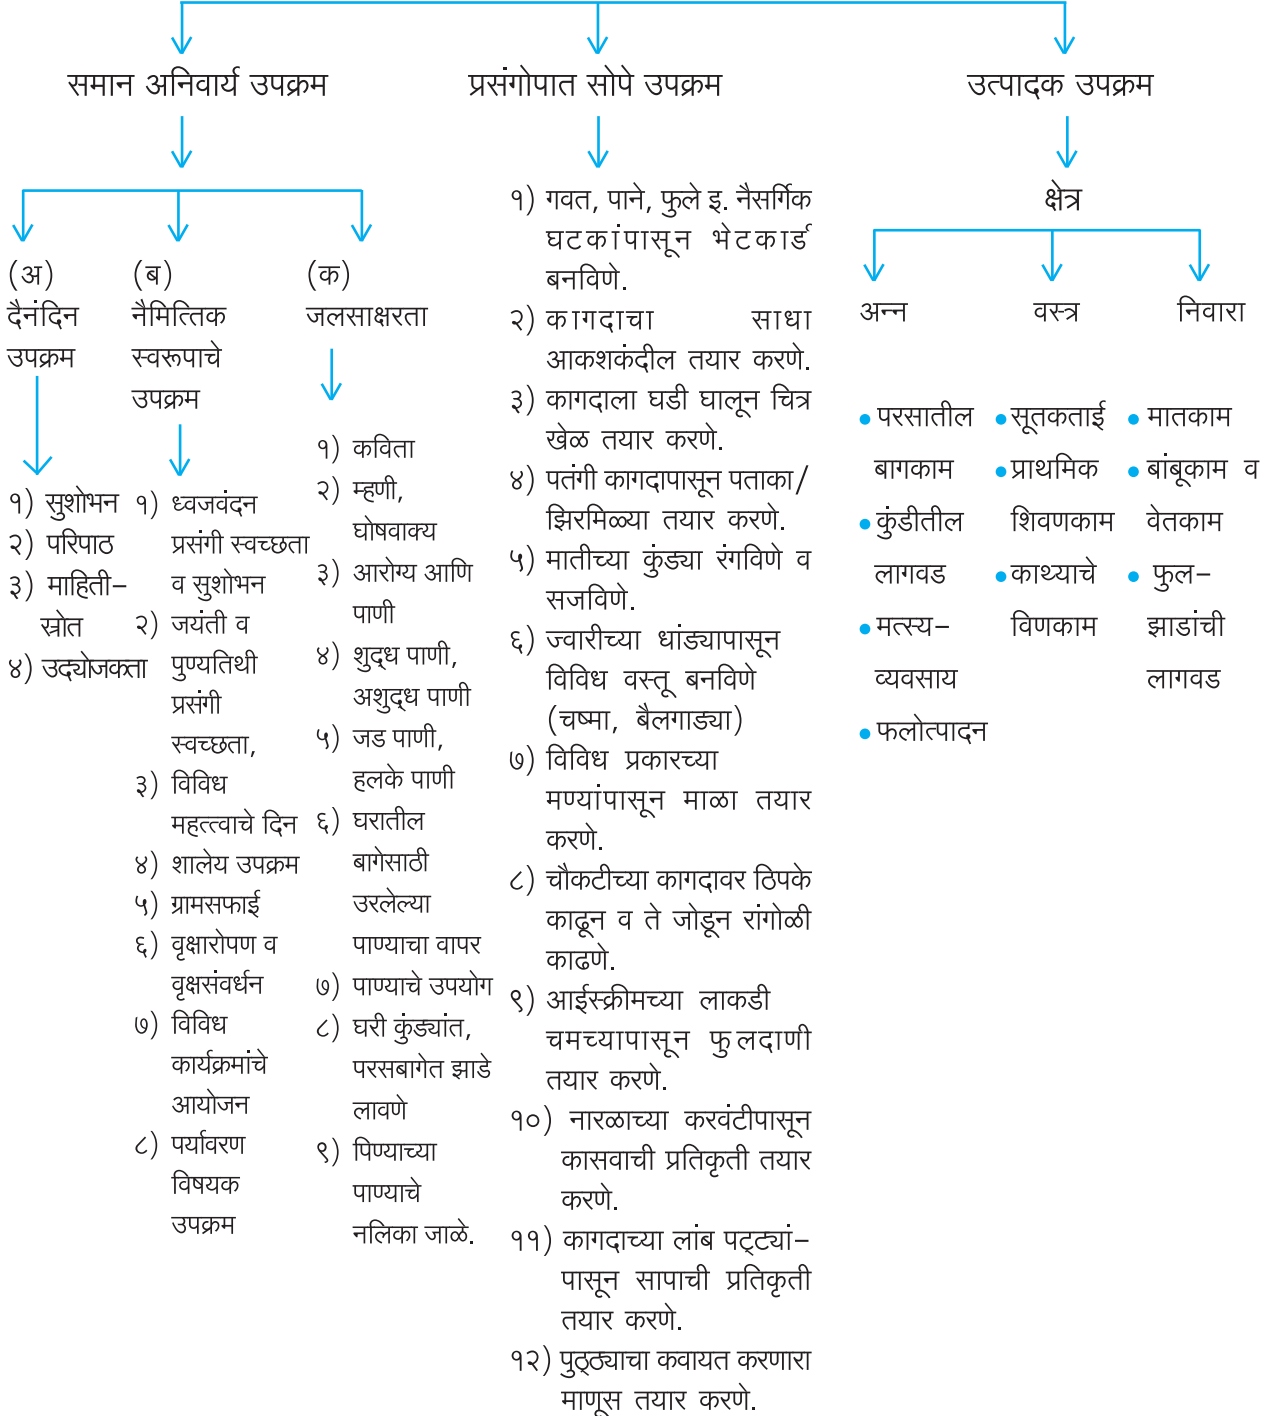 समान अनिवार्य उपक्रम
प्रसंगोपात सोपे उपक्रम
उत्पादक उपक्रम
(अ)
दैनंदिन
उपक्रम
१) सुशोभन
२) परिपाठ
३) माहिती–
स्रोत
४) उद्योजकता
(ब)
नैमित्तिक
स्वरूपाचे
उपक्रम
१) ध्वजवंदन
प्रसंगी स्वच्छता
व सुशोभन
२) जयंती व
पुण्यतिथी
प्रसंगी
स्वच्छता,
३) विविध
महत्त्वाचे दिन
४) शालेय उपक्रम
५) ग्रामसफाई
६) वृक्षारोपण व
वृक्षसंवर्धन
७) विविध
कार्यक्रमांचे
आयोजन
८) पर्यावरण
विषयक
उपक्रम
(क)
जलसाक्षरता
१) कविता
२) म्हणी,
घोषवाक्य
३) आरोग्य आणि
पाणी
४) शुद्ध पाणी,
अशुद्ध पाणी
५) जड पाणी,
हलके पाणी
६) घरातील
बागेसाठी
उरलेल्या
पाण्याचा वापर
७) पाण्याचे उपयोग
८) घरी कुंड्यांत,
परसबागेत झाडे
लावणे
९) पिण्याच्या
पाण्याचे
नलिका जाळे.
१) गवत, पाने, फुले इ. नैसर्गिक
घटकांपासून भेटकार्ड
बनविणे.
२) कागदाचा साधा
आकशकंदील तयार करणे.
३) कागदाला घडी घालून चित्र
खेळ तयार करणे.
४) पतंगी कागदापासून पताका/
झिरमिळ्या तयार करणे.
५) मातीच्या कुंड्या रंगविणे व
सजविणे.
६) ज्वारीच्या धांड्यापासून
विविध वस्तू बनविणे
(चष्मा, बैलगाड्या)
७) विविध प्रकारच्या
मण्यांपासून माळा तयार
करणे.
८) चौकटीच्या कागदावर ठिपके
काढून व ते जोडून रांगोळी
काढणे.
९) आईस्क्रीमच्या लाकडी
चमच्यापासून फुलदाणी
तयार करणे.
१०) नारळाच्या करवंटीपासून
कासवाची प्रतिकृती तयार
करणे.
११) कागदाच्या लांब पट्ट्यां–
पासून सापाची प्रतिकृती
तयार करणे.
१२) पुठ्ठ्याचा कवायत करणारा
माणूस तयार करणे.
क्षेत्र
अन्न
• परसातील
बागकाम
• कुंडीतील
लागवड
• मत्स्य–
व्यवसाय
• फलोत्पादन
वस्त्र
• सूतकताई
• प्राथमिक
शिवणकाम
• काथ्याचे
विणकाम
निवारा
• मातकाम
• बांबूकाम व
वेतकाम
• फुल–
झाडांची
लागवड